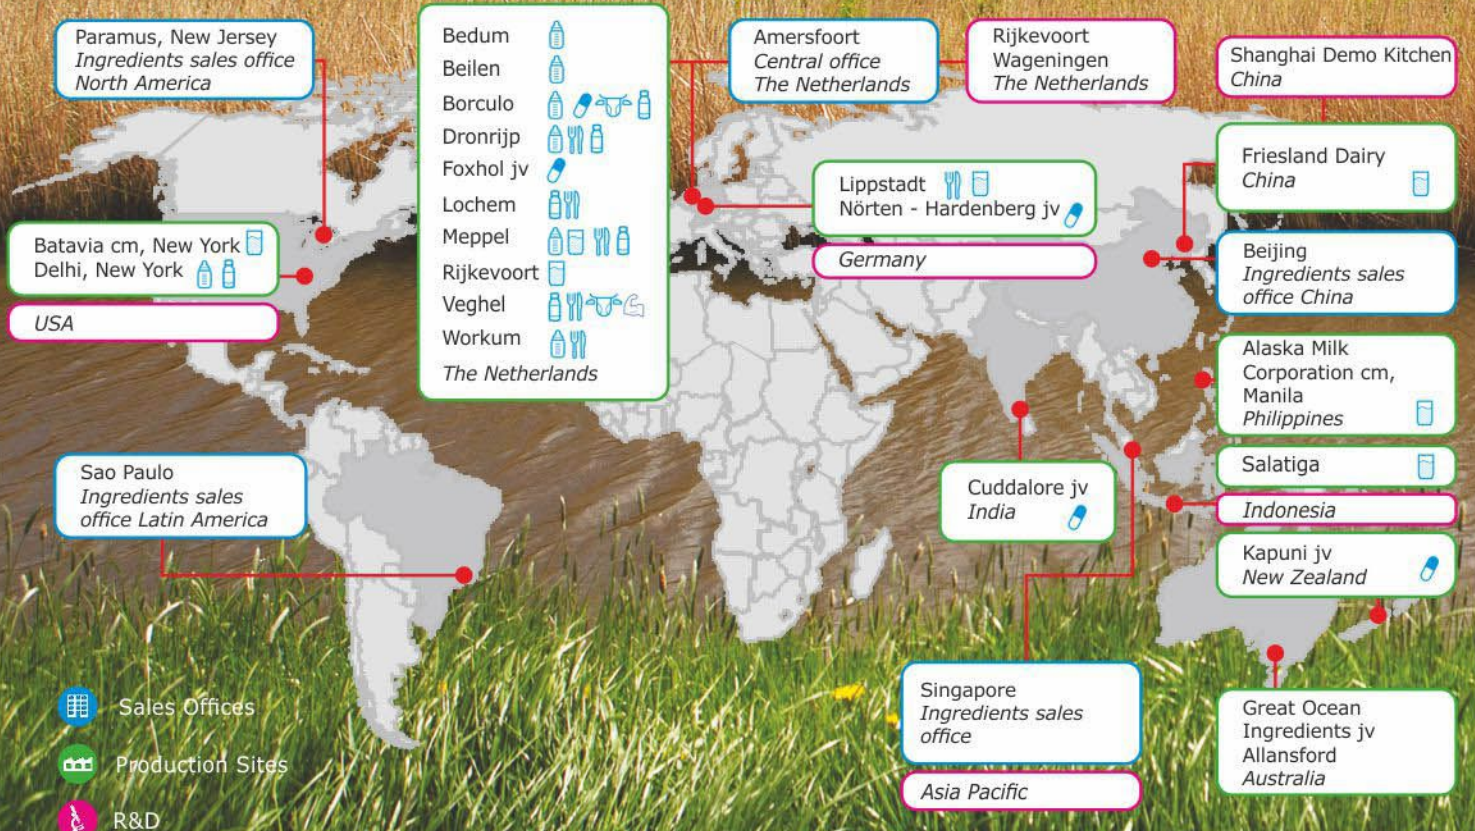 Paramus, New Jersey
Ingredients sales office
North America
Batavia cm, New York
Delhi, New York
USA
Sao Paulo
Ingredients sales
office Latin America
Bedum
Beilen
Borculo
Dronrijp
Foxhol jv
Lochem
Meppel
Rijkevoort
Veghel
Workum
The Netherlands
Amersfoort
Central office
The Netherlands
Rijkevoort
Wageningen
The Netherlands
Lippstadt
Nörten - Hardenberg jv
Germany
Shanghai Demo Kitchen
China
Friesland Dairy
China
Beijing
Ingredients sales
office China
Alaska Milk
Corporation cm,
Manila
Philippines
Salatiga
Indonesia
Cuddalore jv
India
Kapuni jv
New Zealand
Singapore
Ingredients sales
office
Asia Pacific
Great Ocean
Ingredients jv
Allansford
Australia
Sales Offices
Production Sites
R&D